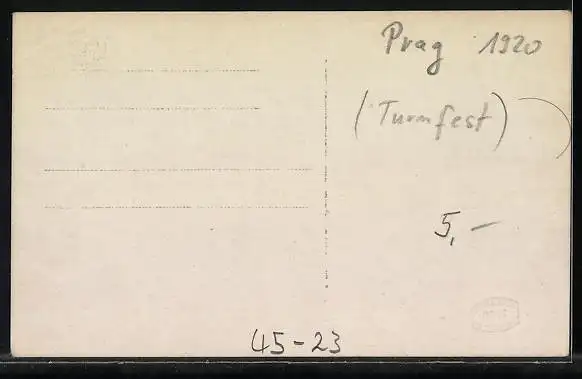 Prag 1920
(Turnfest)
5,-
45-23